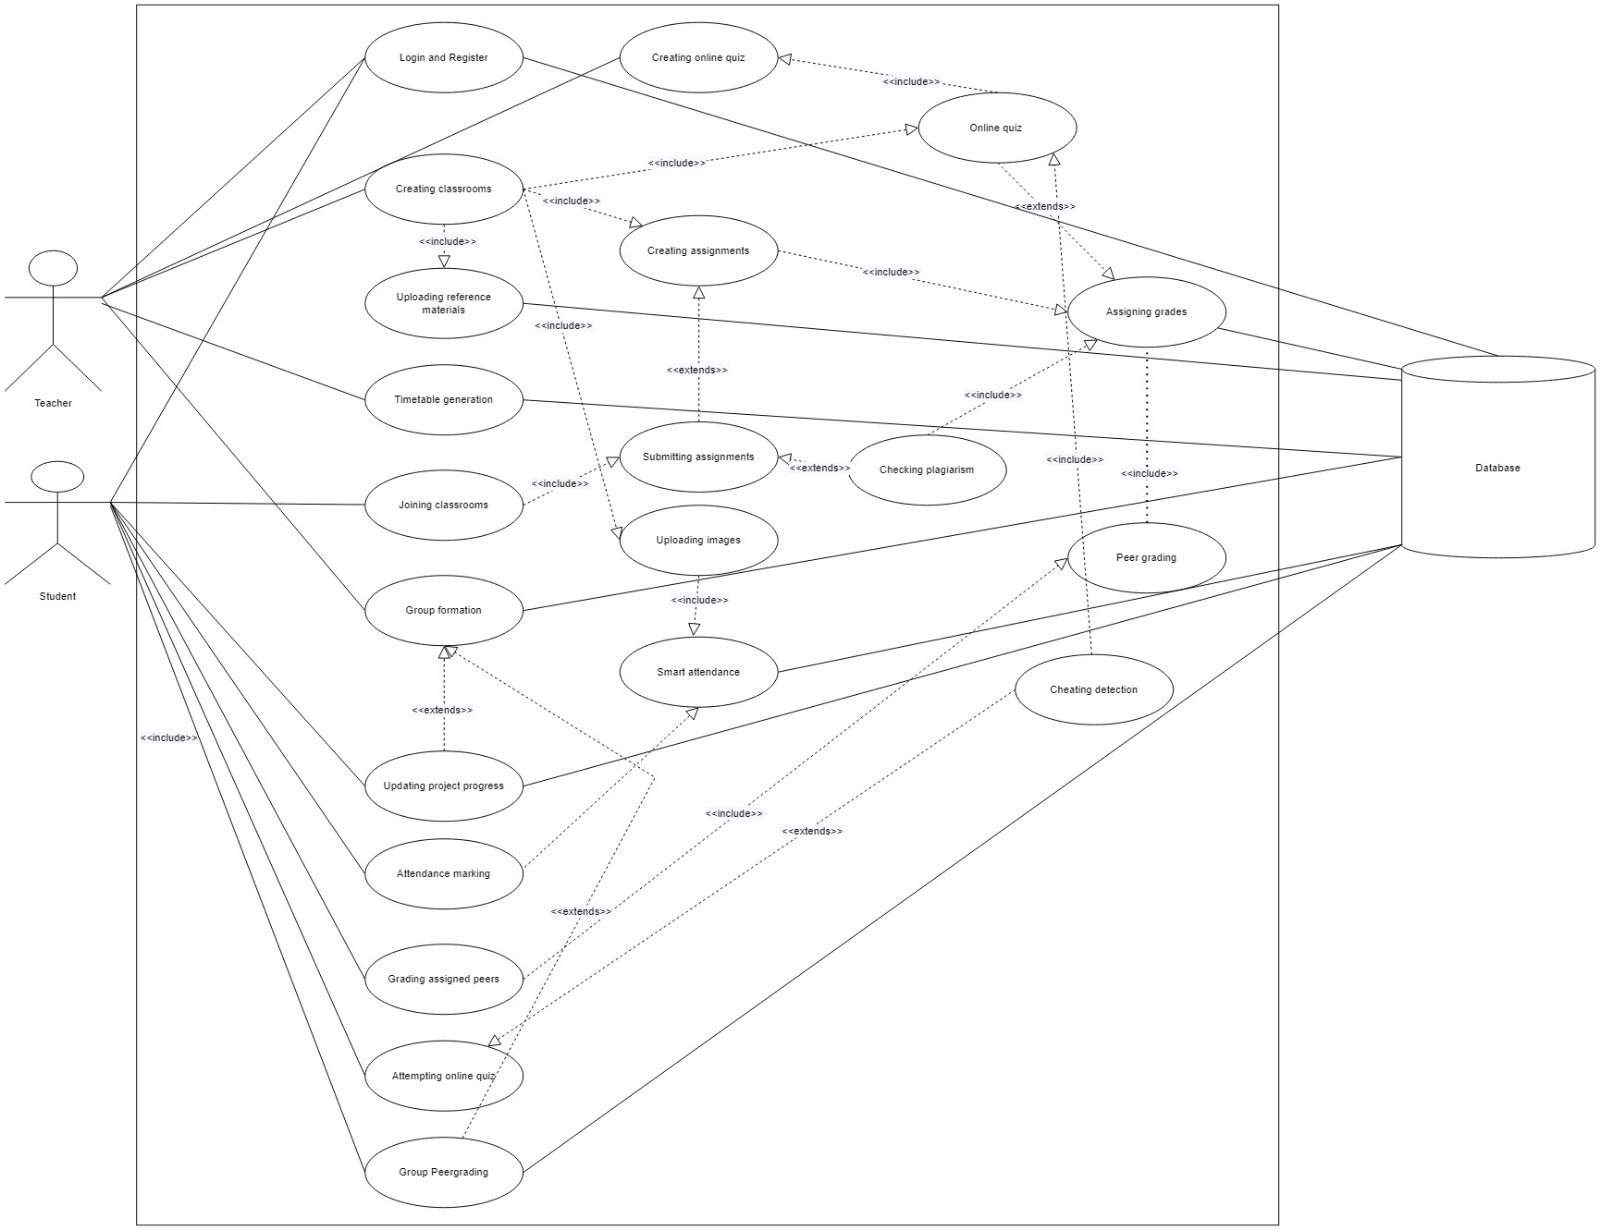 Login and Register
Creating online quiz
<<include>>
Online quiz
<<include>>
Creating classrooms
<<include>>
<<extends>>
<<include>>
Creating assignments
<<include>>
Uploading reference
materials
Assigning grades
<<include>>
<<extends>>
<<include>>
Teacher
Timetable generation
Submitting assignments
<<extends>>
Checking plagiarism
<<include>>
<<include>>
Database
<<include>>
Joining classrooms
Uploading images
Peer grading
Student
<<include>>
Group formation
Smart attendance
Cheating detection
<<extends>>
<<include>>
Updating project progress
<<include>>
<<extends>>
Attendance marking
<<extends>>
Grading assigned peers
Attempting online quiz
Group Peergrading